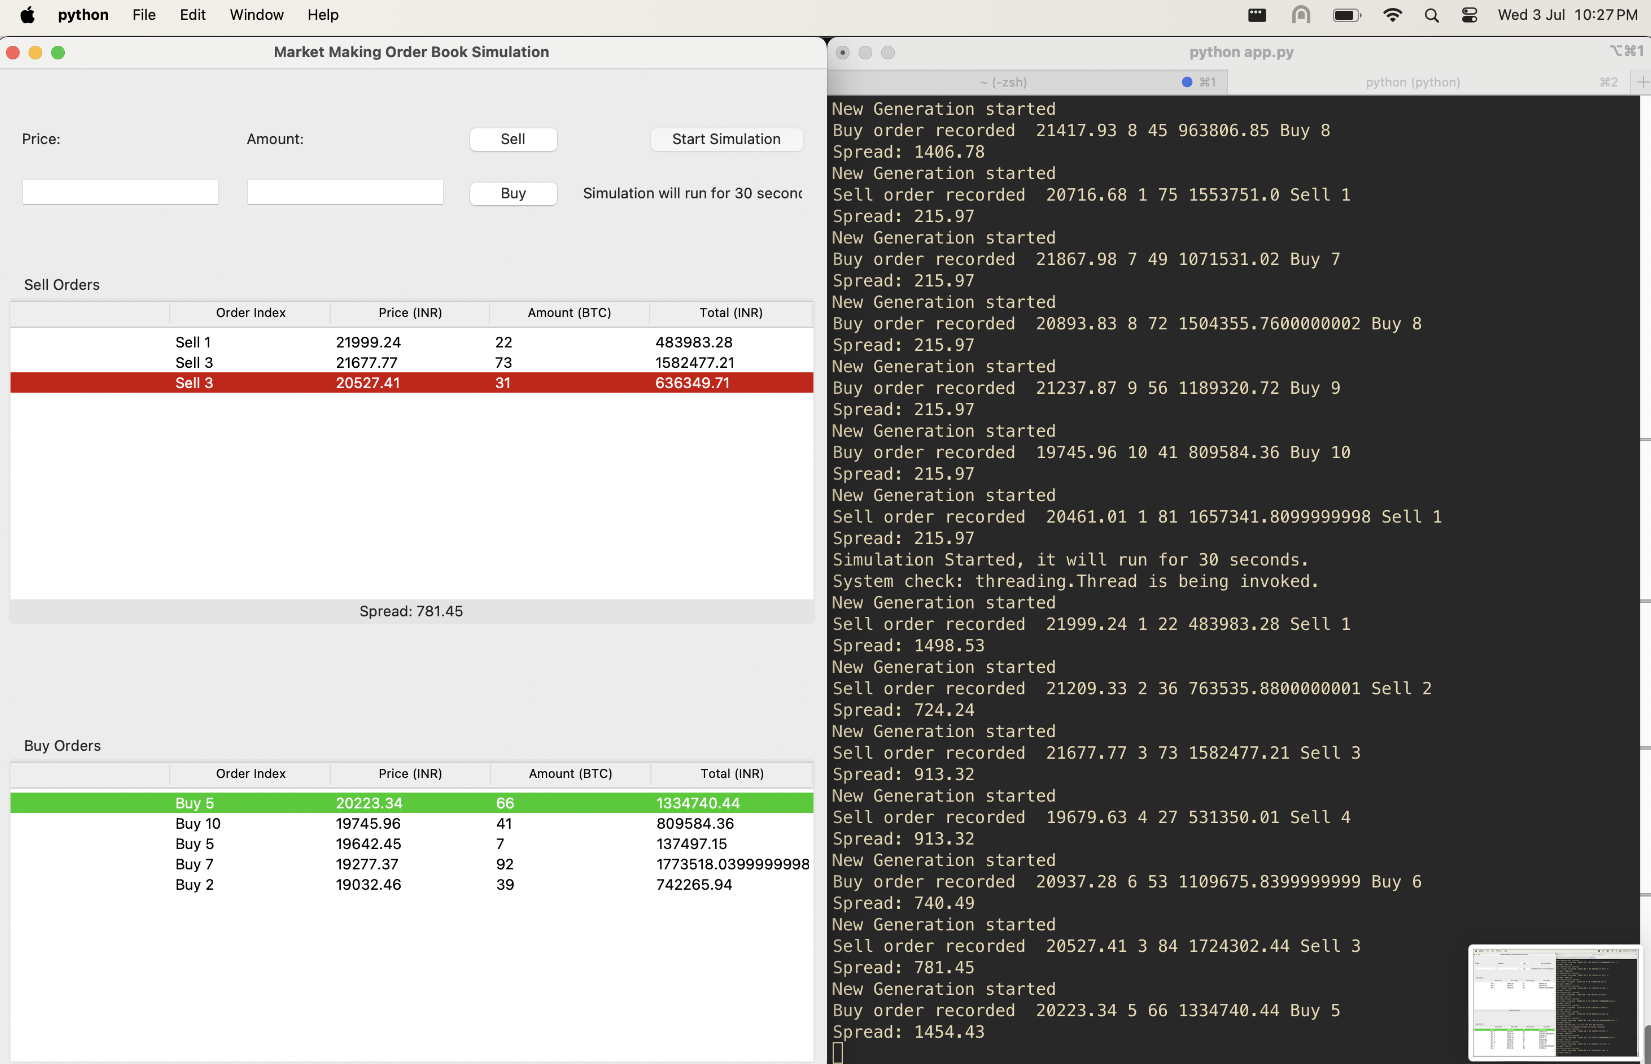 python File Edit Window Help Wed 3 Jul 10:27 PM
Market Making Order Book Simulation
Price: Amount: Sell Start Simulation
Buy Simulation will run for 30 second
Sell Orders
Order Index Price (INR) Amount (BTC) Total (INR)
Sell 1 21999.24 22 483983.28
Sell 3 21677.77 73 1582477.21
Sell 3 20527.41 31 636349.71
Spread: 781.45
Buy Orders
Order Index Price (INR) Amount (BTC) Total (INR)
Buy 5 20223.34 66 1334740.44
Buy 10 19745.96 41 809584.36
Buy 5 19642.45 7 137497.15
Buy 7 19277.37 92 1773518.0399999998
Buy 2 19032.46 39 742265.94
python app.py ⌥⌘1
~ (-zsh) ⌘1 python (python) ⌘2
New Generation started
Buy order recorded 21417.93 8 45 963806.85 Buy 8
Spread: 1406.78
New Generation started
Sell order recorded 20716.68 1 75 1553751.0 Sell 1
Spread: 215.97
New Generation started
Buy order recorded 21867.98 7 49 1071531.02 Buy 7
Spread: 215.97
New Generation started
Buy order recorded 20893.83 8 72 1504355.7600000002 Buy 8
Spread: 215.97
New Generation started
Buy order recorded 21237.87 9 56 1189320.72 Buy 9
Spread: 215.97
New Generation started
Buy order recorded 19745.96 10 41 809584.36 Buy 10
Spread: 215.97
New Generation started
Sell order recorded 20461.01 1 81 1657341.8099999998 Sell 1
Spread: 215.97
Simulation Started, it will run for 30 seconds.
System check: threading.Thread is being invoked.
New Generation started
Sell order recorded 21999.24 1 22 483983.28 Sell 1
Spread: 1498.53
New Generation started
Sell order recorded 21209.33 2 36 763535.8800000001 Sell 2
Spread: 724.24
New Generation started
Sell order recorded 21677.77 3 73 1582477.21 Sell 3
Spread: 913.32
New Generation started
Sell order recorded 19679.63 4 27 531350.01 Sell 4
Spread: 913.32
New Generation started
Buy order recorded 20937.28 6 53 1109675.8399999999 Buy 6
Spread: 740.49
New Generation started
Sell order recorded 20527.41 3 84 1724302.44 Sell 3
Spread: 781.45
New Generation started
Buy order recorded 20223.34 5 66 1334740.44 Buy 5
Spread: 1454.43